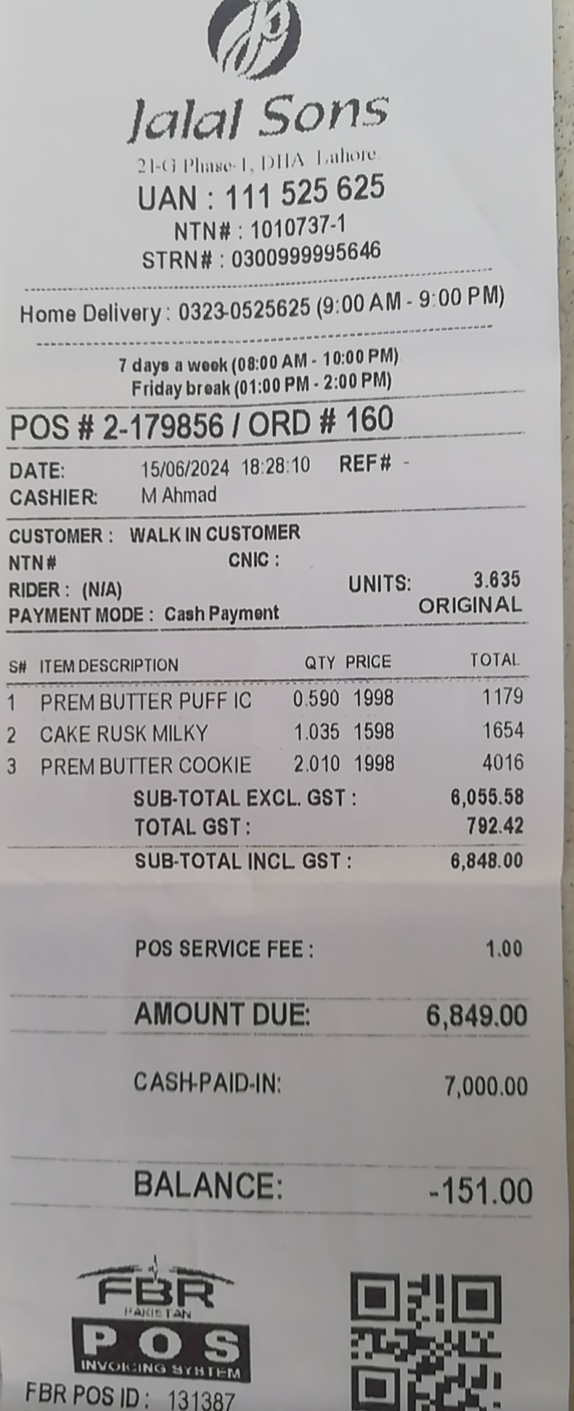 Jalal Sons
21-G Phase-1, DHA Lahore.
UAN : 111 525 625
NTN# : 1010737-1
STRN# : 0300999995646
Home Delivery : 0323-0525625 (9:00 AM - 9:00 PM)
7 days a week (08:00 AM - 10:00 PM)
Friday break (01:00 PM - 2:00 PM)
POS # 2-179856 / ORD # 160
DATE: 15/06/2024 18:28:10 REF# -
CASHIER: M Ahmad
CUSTOMER : WALK IN CUSTOMER
NTN# CNIC :
RIDER : (N/A) UNITS: 3.635
PAYMENT MODE : Cash Payment ORIGINAL
S# ITEM DESCRIPTION QTY PRICE TOTAL
1 PREM BUTTER PUFF IC 0.590 1998 1179
2 CAKE RUSK MILKY 1.035 1598 1654
3 PREM BUTTER COOKIE 2.010 1998 4016
SUB-TOTAL EXCL. GST : 6,055.58
TOTAL GST : 792.42
SUB-TOTAL INCL. GST : 6,848.00
POS SERVICE FEE : 1.00
AMOUNT DUE: 6,849.00
CASH-PAID-IN: 7,000.00
BALANCE: -151.00
FBR
PAKISTAN
POS
INVOICING SYSTEM
FBR POS ID : 131387